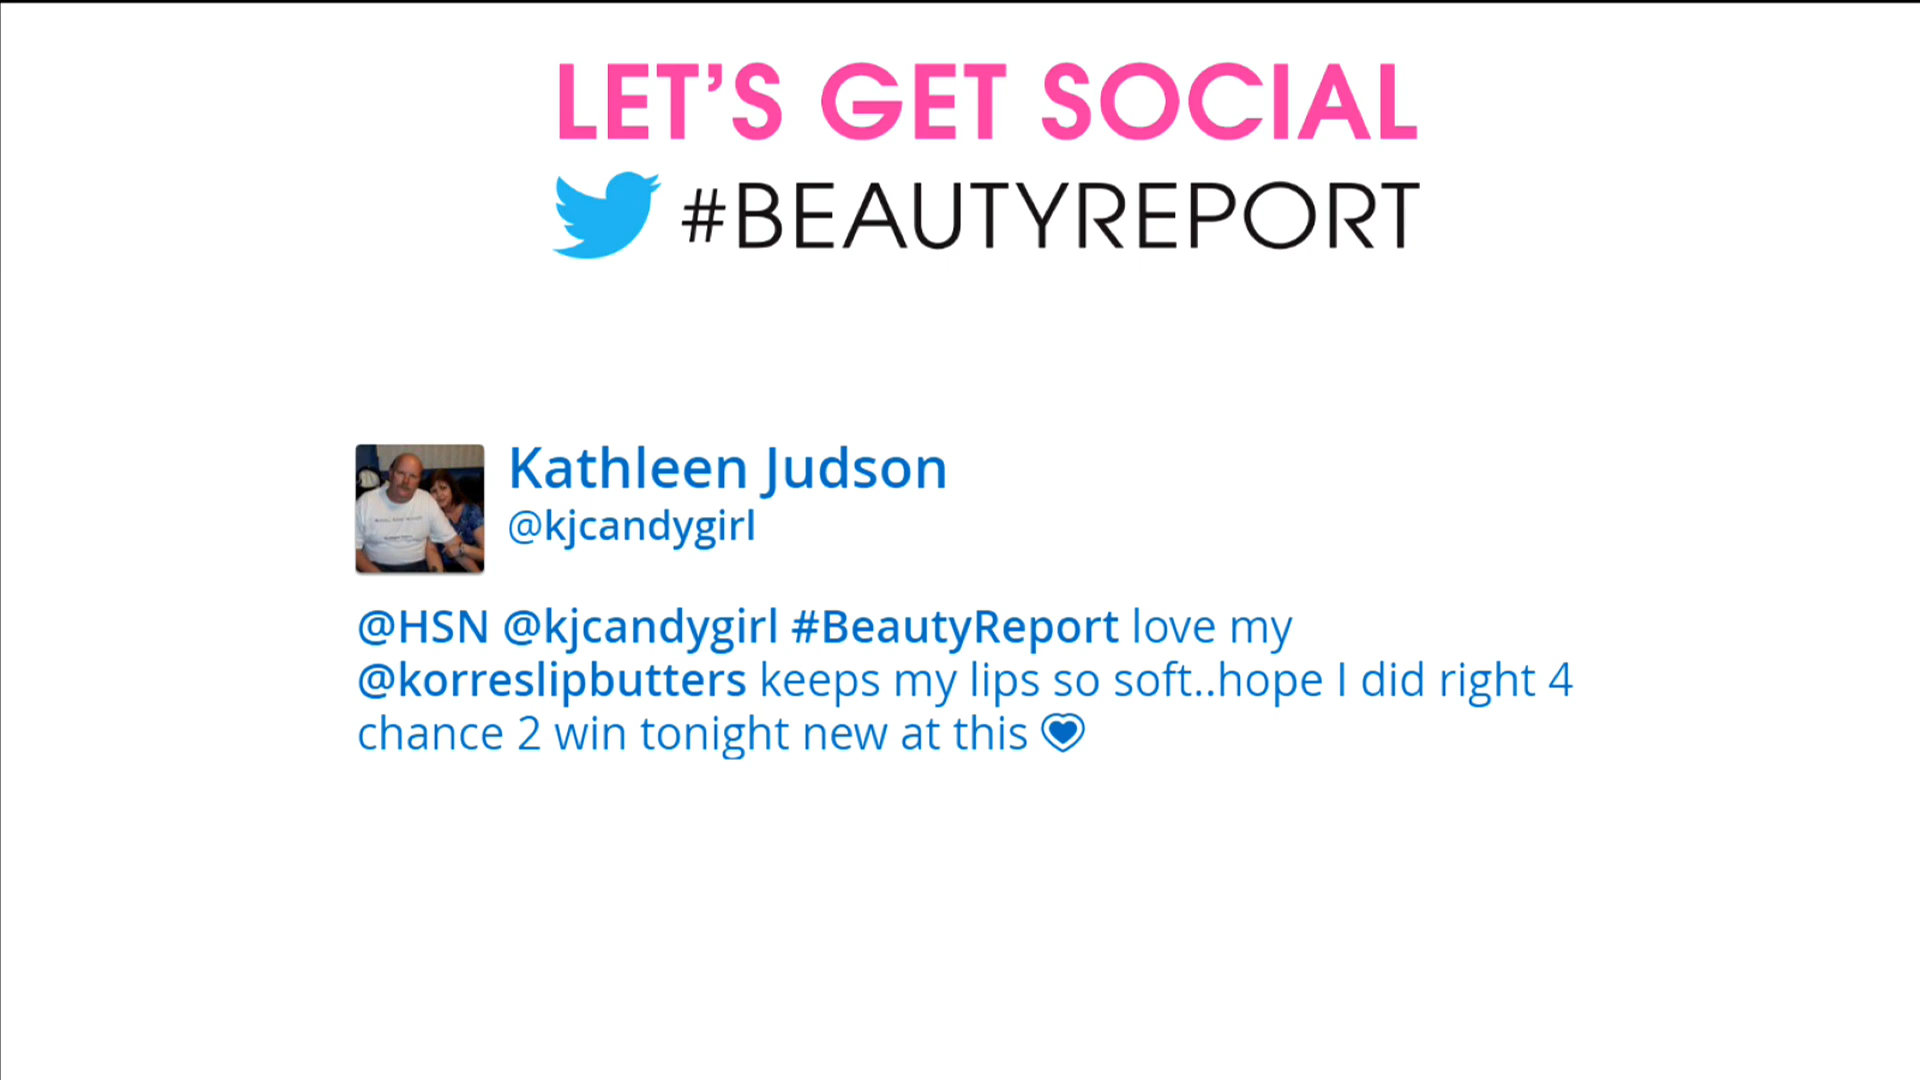 LET'S GET SOCIAL
#BEAUTYREPORT
Kathleen Judson
@kjcandygirl
@HSN @kjcandygirl #BeautyReport love my
@korreslipbutters keeps my lips so soft..hope I did right 4
chance 2 win tonight new at this 💟